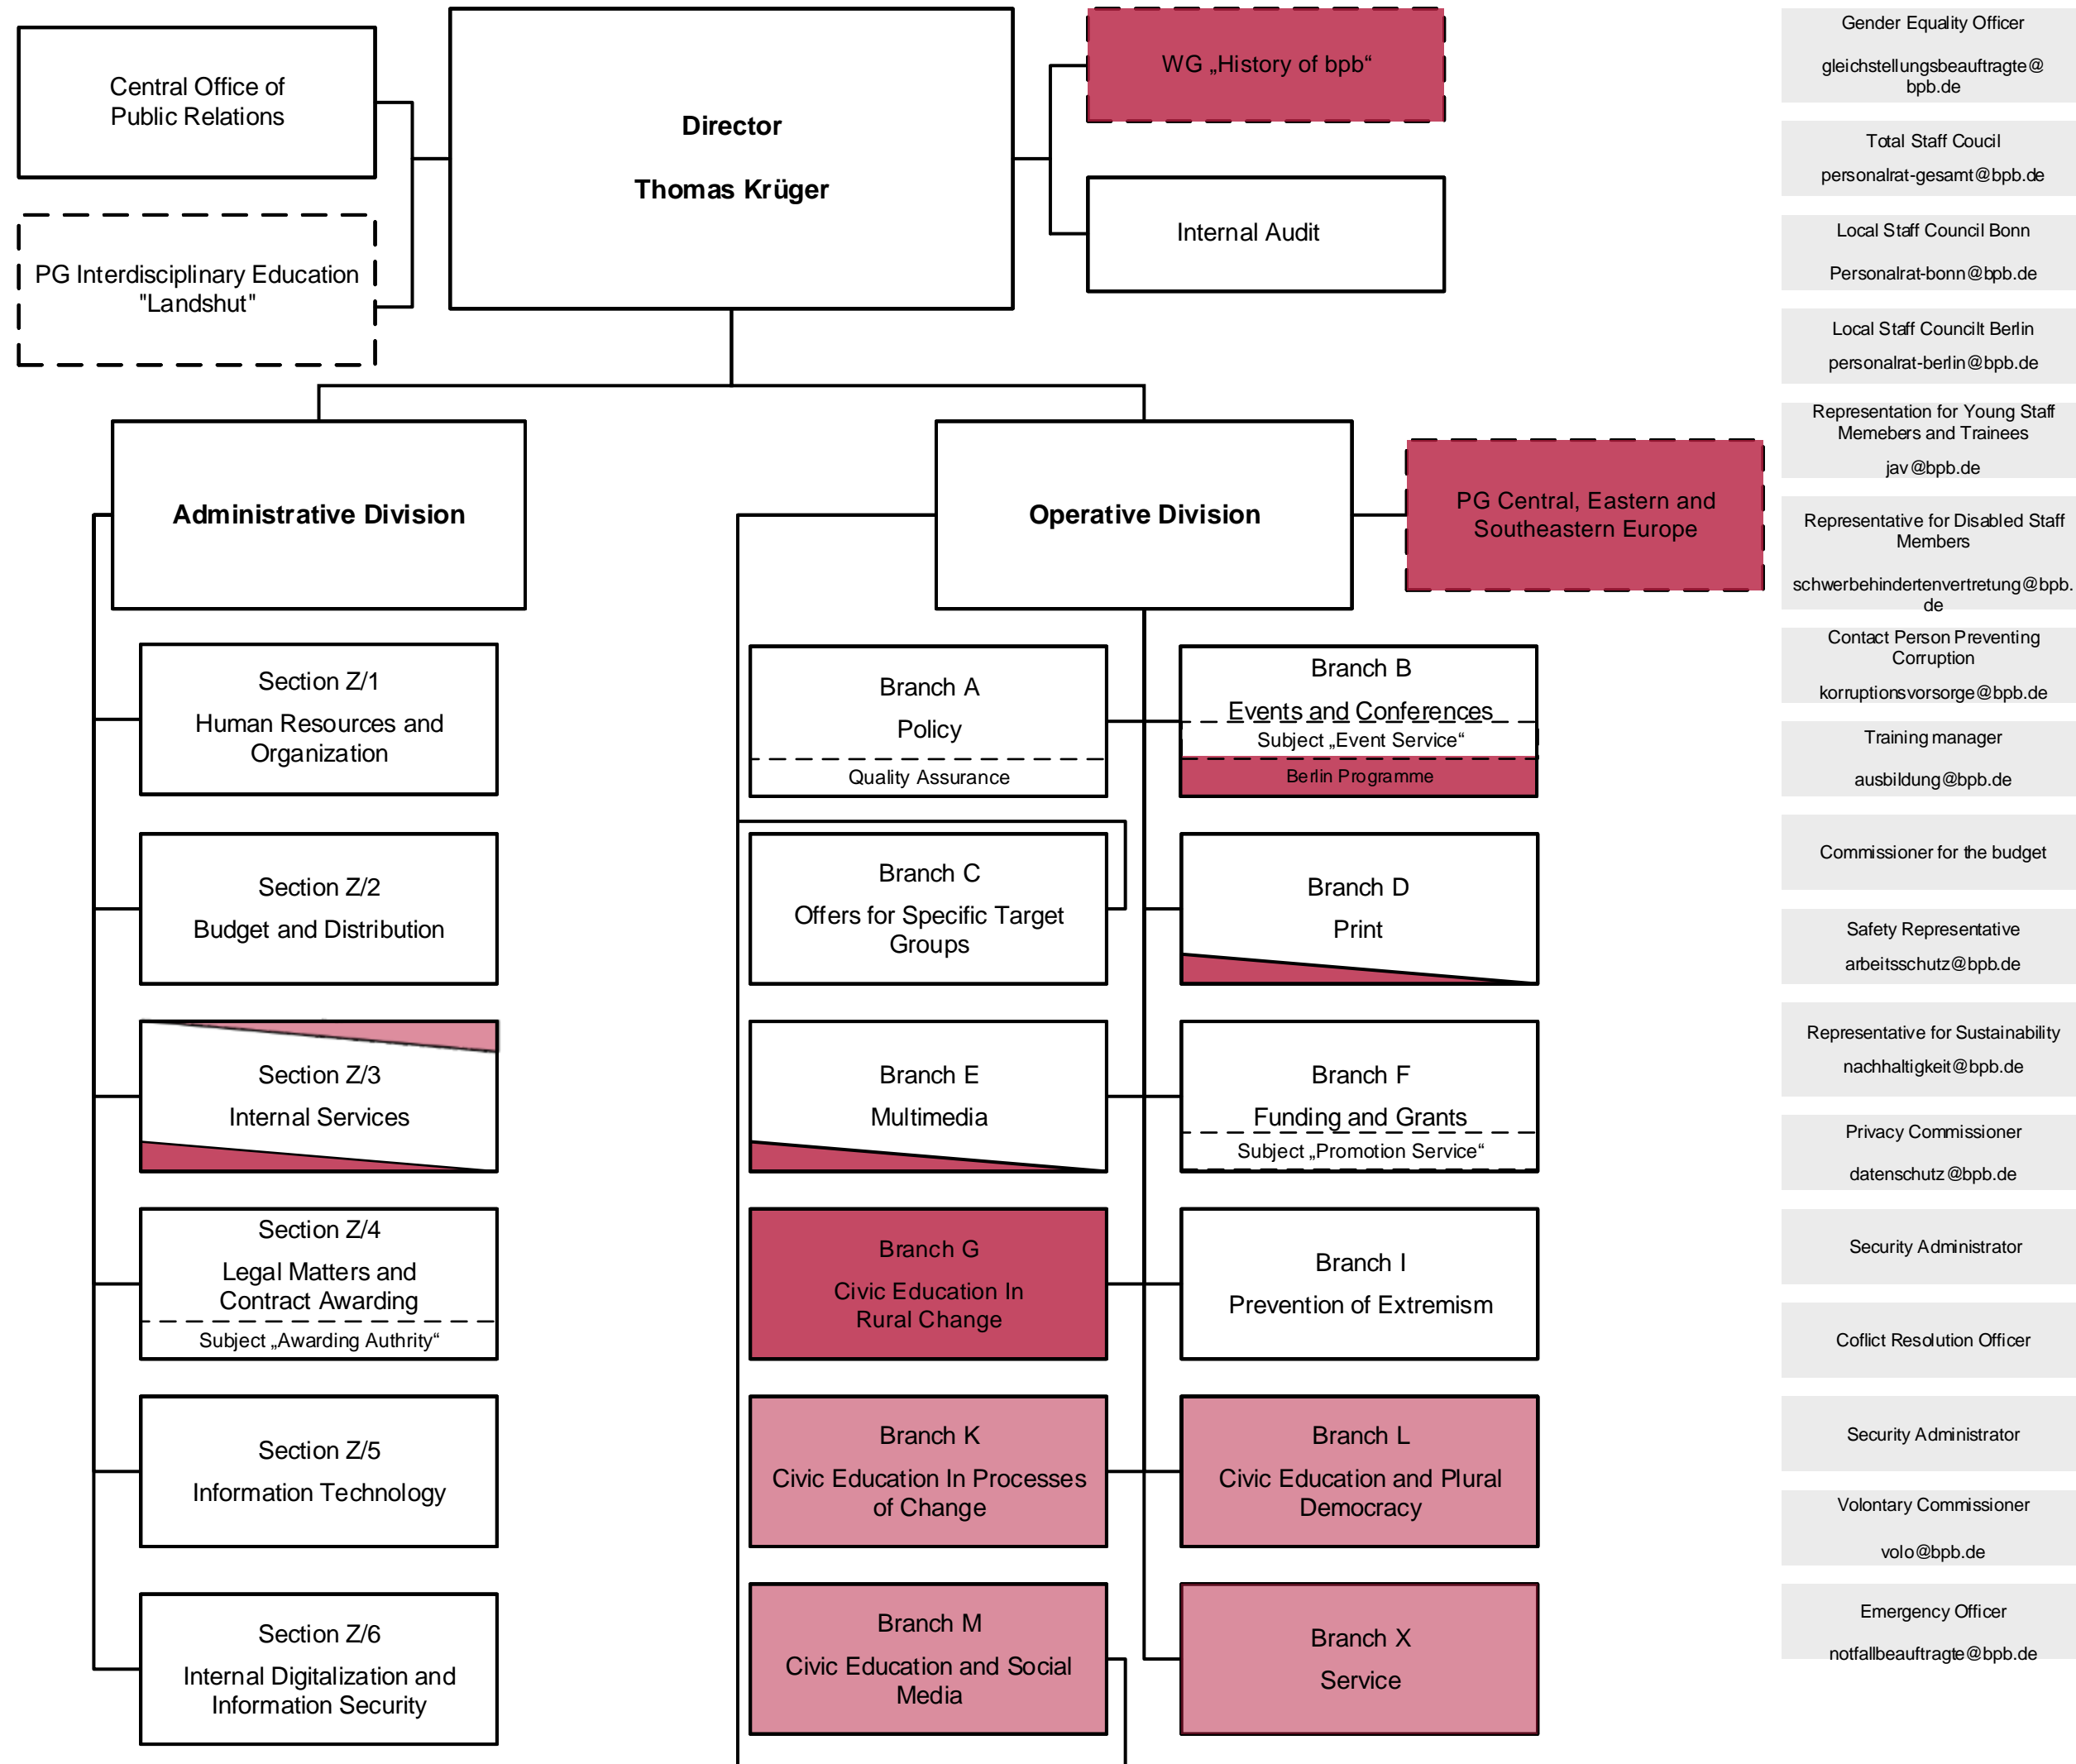 Central Office of
Public Relations
PG Interdisciplinary Education
"Landshut"
Director
Thomas Krüger
WG „History of bpb“
Internal Audit
Administrative Division
Section Z/1
Human Resources and
Organization
Section Z/2
Budget and Distribution
Section Z/3
Internal Services
Section Z/4
Legal Matters and
Contract Awarding
Subject „Awarding Authrity“
Section Z/5
Information Technology
Section Z/6
Internal Digitalization and
Information Security
Operative Division
PG Central, Eastern and
Southeastern Europe
Branch A
Policy
Quality Assurance
Branch B
Events and Conferences
Subject „Event Service“
Berlin Programme
Branch C
Offers for Specific Target
Groups
Branch D
Print
Branch E
Multimedia
Branch F
Funding and Grants
Subject „Promotion Service“
Branch G
Civic Education In
Rural Change
Branch I
Prevention of Extremism
Branch K
Civic Education In Processes
of Change
Branch L
Civic Education and Plural
Democracy
Branch M
Civic Education and Social
Media
Branch X
Service
Gender Equality Officer
gleichstellungsbeauftragte@
bpb.de
Total Staff Coucil
personalrat-gesamt@bpb.de
Local Staff Council Bonn
Personalrat-bonn@bpb.de
Local Staff Councilt Berlin
personalrat-berlin@bpb.de
Representation for Young Staff
Memebers and Trainees
jav@bpb.de
Representative for Disabled Staff
Members
schwerbehindertenvertretung@bpb.
de
Contact Person Preventing
Corruption
korruptionsvorsorge@bpb.de
Training manager
ausbildung@bpb.de
Commissioner for the budget
Safety Representative
arbeitsschutz@bpb.de
Representative for Sustainability
nachhaltigkeit@bpb.de
Privacy Commissioner
datenschutz@bpb.de
Security Administrator
Coflict Resolution Officer
Security Administrator
Volontary Commissioner
volo@bpb.de
Emergency Officer
notfallbeauftragte@bpb.de